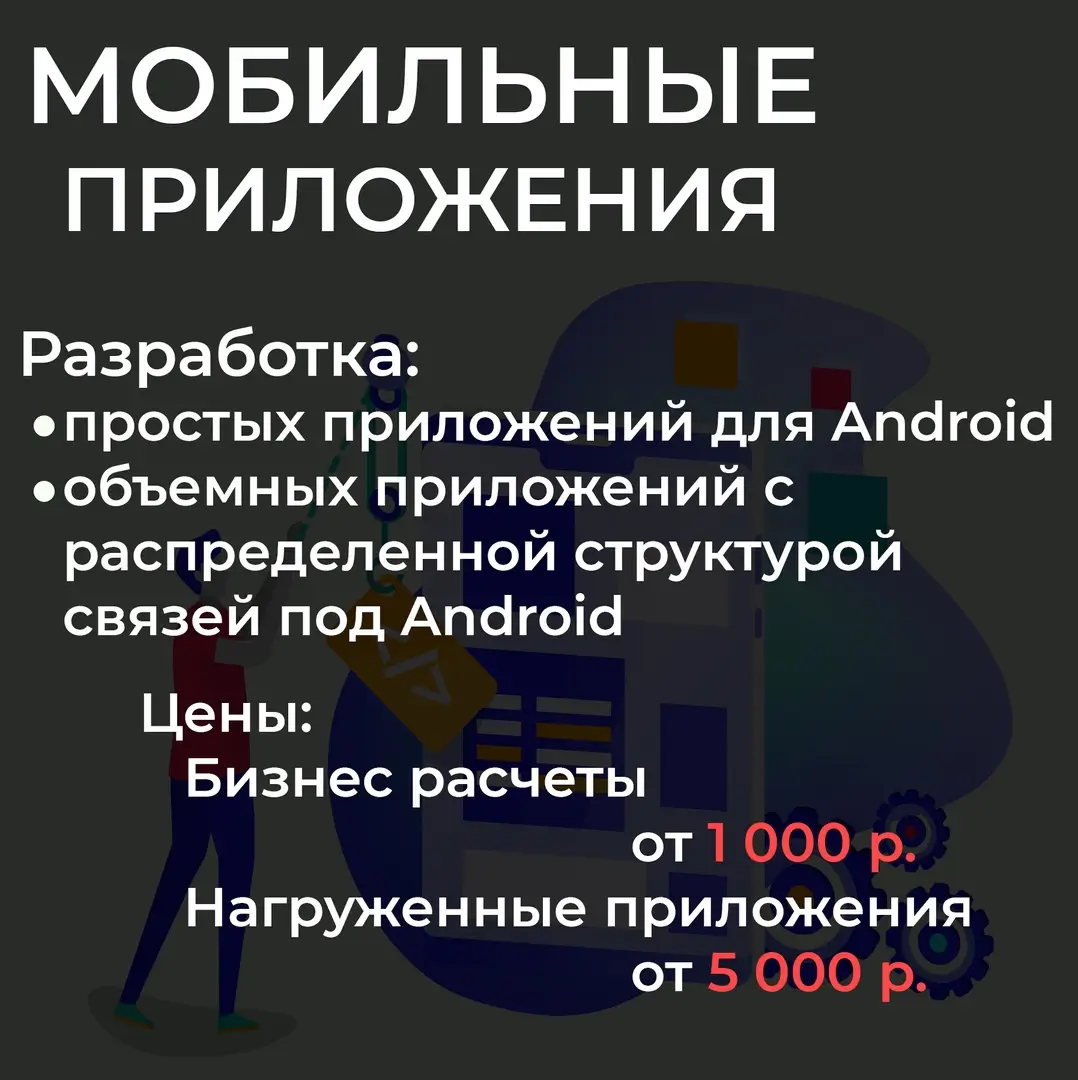 МОБИЛЬНЫЕ
ПРИЛОЖЕНИЯ
Разработка:
•простых приложений для Android
•объемных приложений с
распределенной структурой
связей под Android
Цены:
Бизнес расчеты
от 1 000 р.
Нагруженные приложения
от 5 000 р.